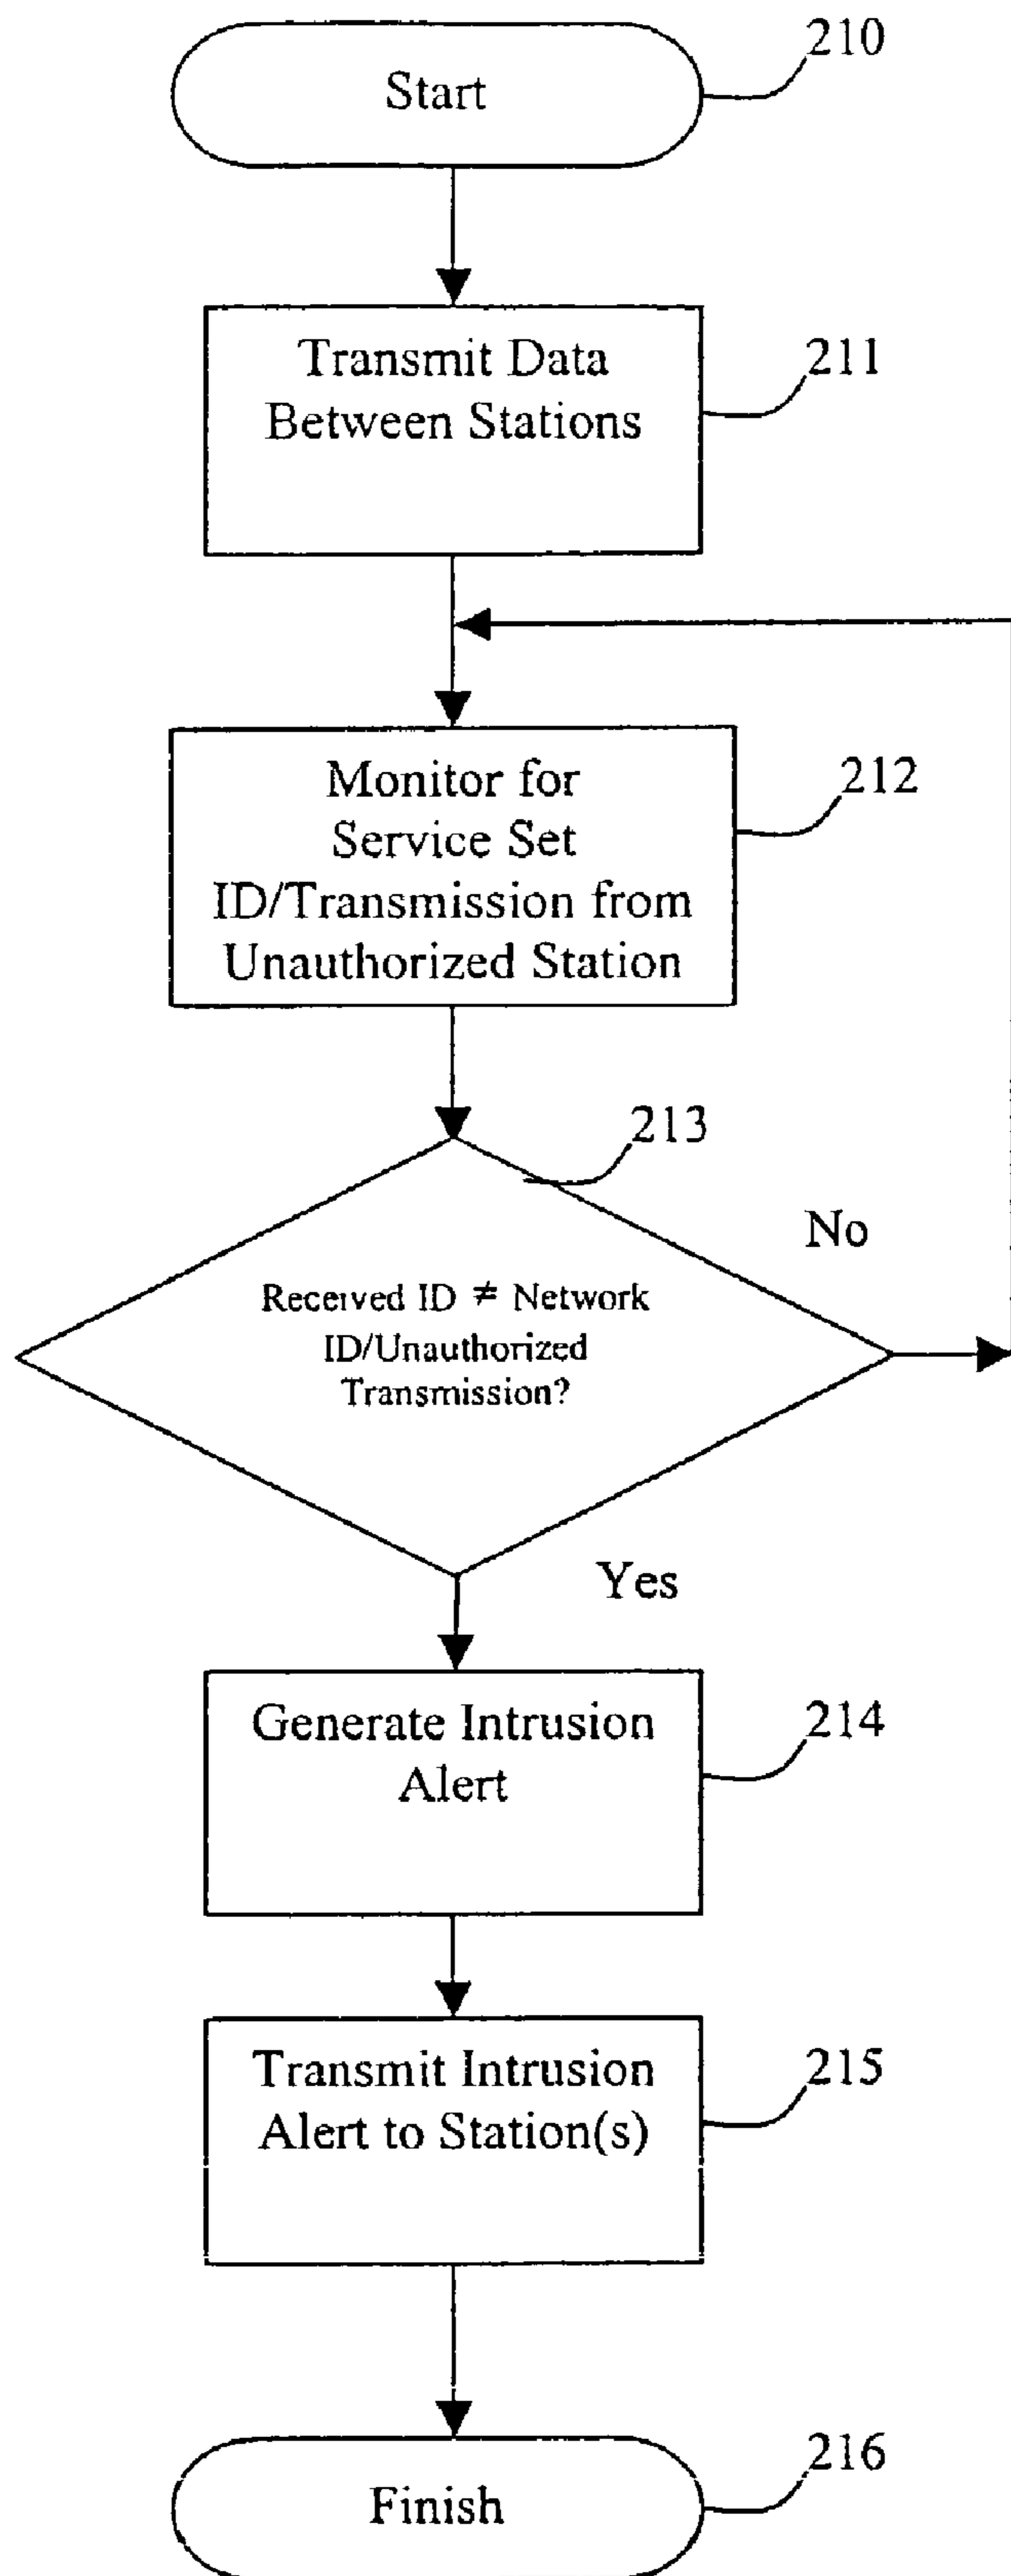 210
Start
211
Transmit Data
Between Stations
212
Monitor for
Service Set
ID/Transmission from
Unauthorized Station
213
No
Received ID ≠ Network
ID/Unauthorized
Transmission?
Yes
214
Generate Intrusion
Alert
215
Transmit Intrusion
Alert to Station(s)
216
Finish